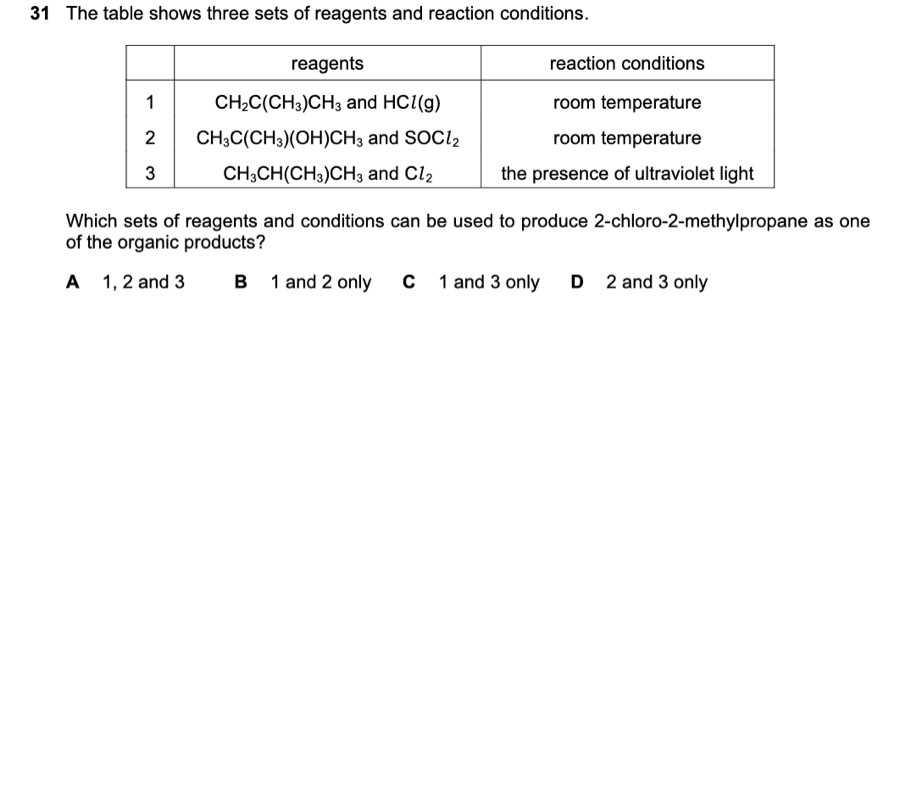 31 The table shows three sets of reagents and reaction conditions.
reagents reaction conditions
1 CH₂C(CH₃)CH₃ and HCl(g) room temperature
2 CH₃C(CH₃)(OH)CH₃ and SOCl₂ room temperature
3 CH₃CH(CH₃)CH₃ and Cl₂ the presence of ultraviolet light
Which sets of reagents and conditions can be used to produce 2-chloro-2-methylpropane as one
of the organic products?
A 1, 2 and 3 B 1 and 2 only C 1 and 3 only D 2 and 3 only